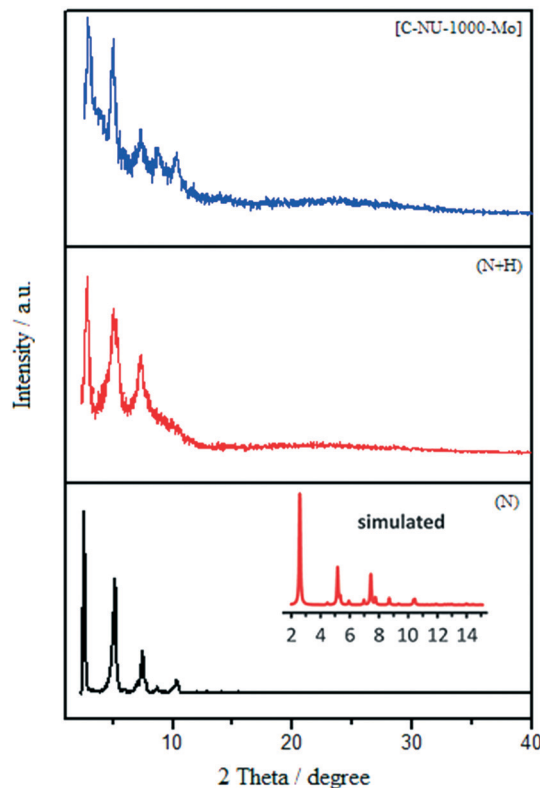 [C-NU-1000-Mo]
(N+H)
Intensity / a.u.
(N)
simulated
2 4 6 8 10 12 14
10 20 30 40
2 Theta / degree